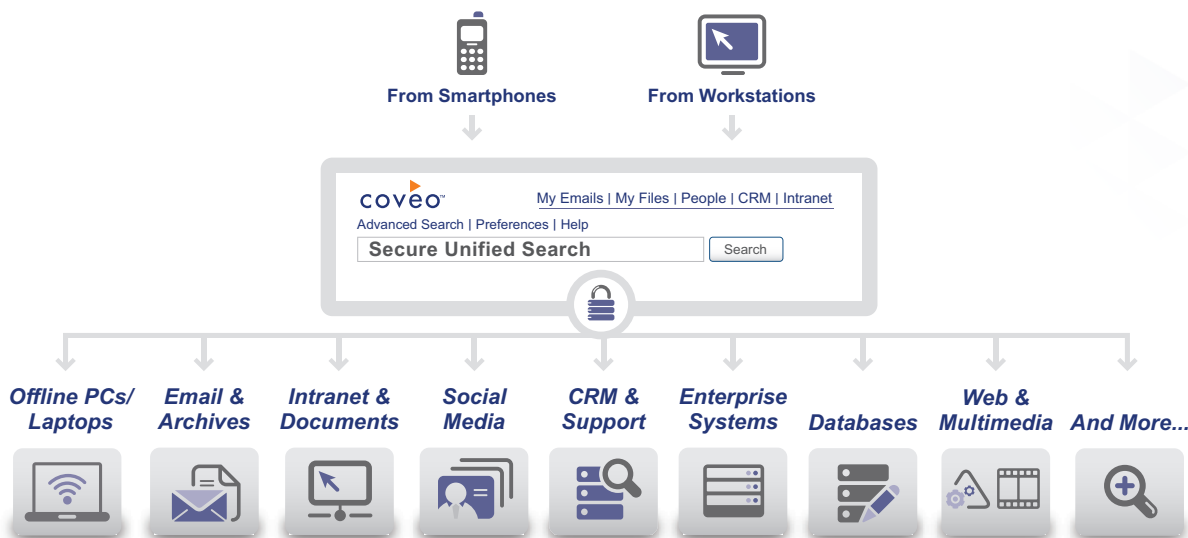 From Smartphones
From Workstations
coveo™
My Emails | My Files | People | CRM | Intranet
Advanced Search | Preferences | Help
Secure Unified Search
Search
Offline PCs/
Laptops
Email &
Archives
Intranet &
Documents
Social
Media
CRM &
Support
Enterprise
Systems
Databases
Web &
Multimedia
And More...